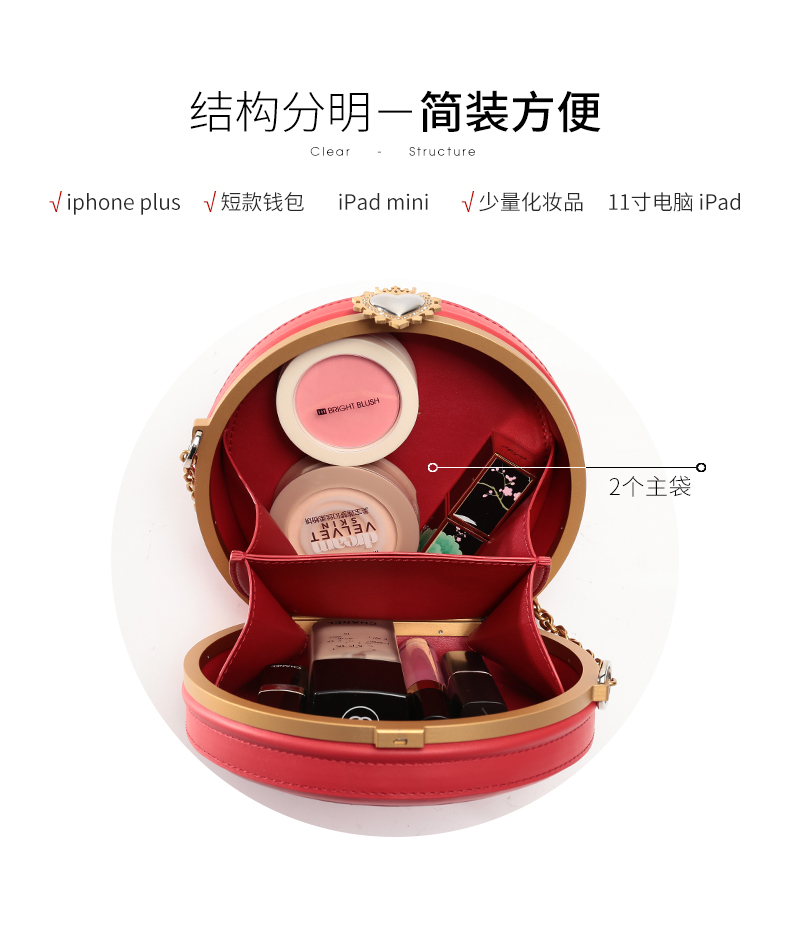 结构分明—简装方便
Clear - Structure
√ iphone plus √ 短款钱包 iPad mini √ 少量化妆品 11寸电脑 iPad
BRIGHT BLUSH
2个主袋
VELVET
SKIN
CHANEL